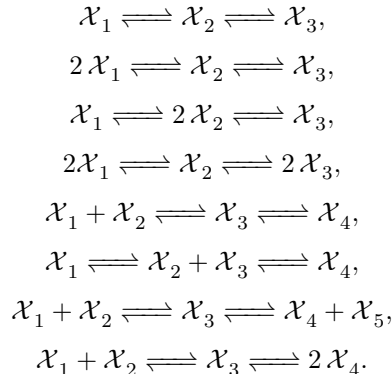 𝒳₁ ⇌ 𝒳₂ ⇌ 𝒳₃,
2 𝒳₁ ⇌ 𝒳₂ ⇌ 𝒳₃,
𝒳₁ ⇌ 2 𝒳₂ ⇌ 𝒳₃,
2𝒳₁ ⇌ 𝒳₂ ⇌ 2 𝒳₃,
𝒳₁ + 𝒳₂ ⇌ 𝒳₃ ⇌ 𝒳₄,
𝒳₁ ⇌ 𝒳₂ + 𝒳₃ ⇌ 𝒳₄,
𝒳₁ + 𝒳₂ ⇌ 𝒳₃ ⇌ 𝒳₄ + 𝒳₅,
𝒳₁ + 𝒳₂ ⇌ 𝒳₃ ⇌ 2 𝒳₄.